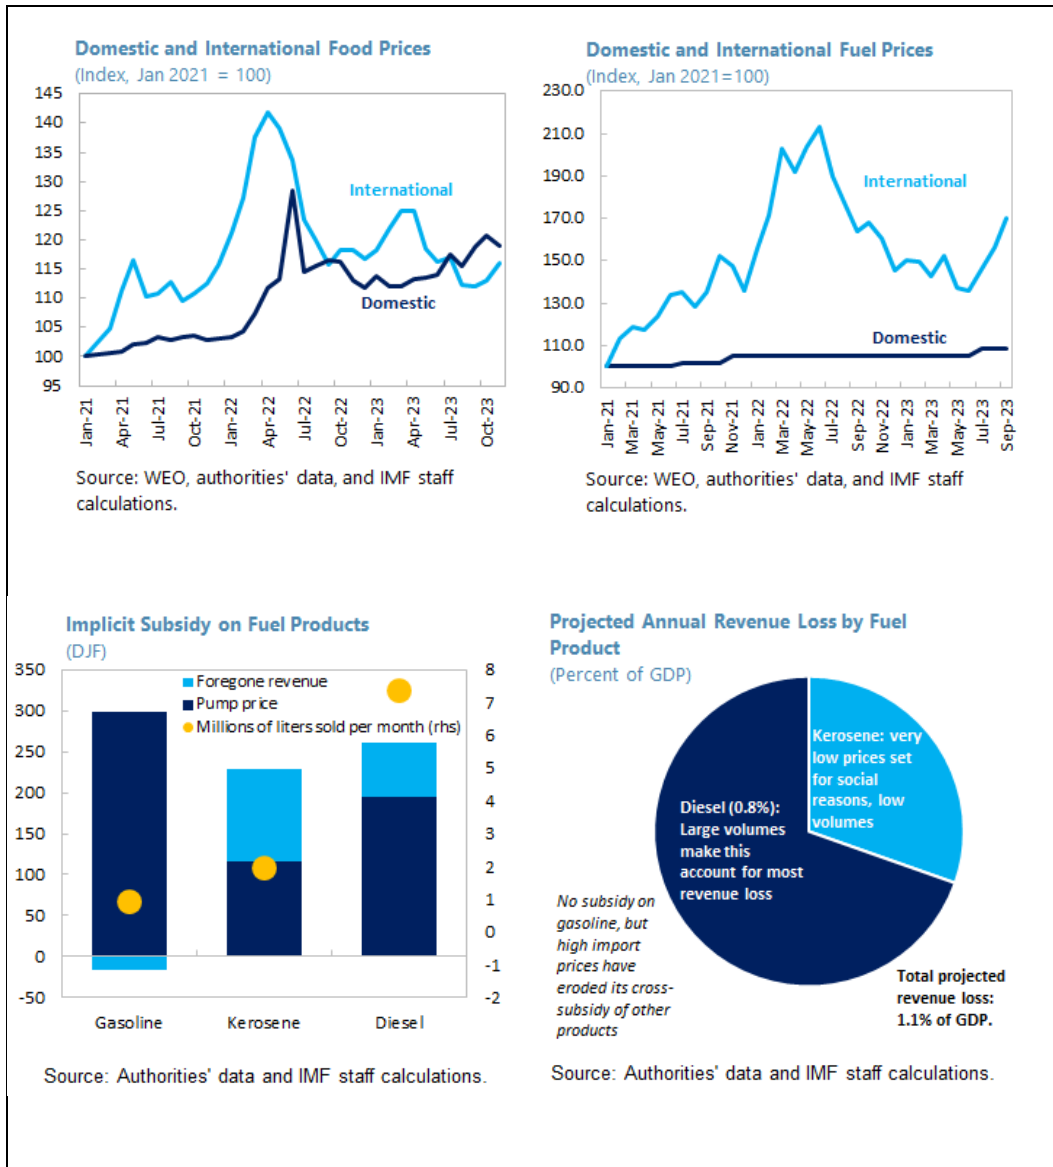 Domestic and International Food Prices
(Index, Jan 2021 = 100)
145
140
135
130
125
120
115
110
105
100
95
International
Domestic
Jan-21
Apr-21
Jul-21
Oct-21
Jan-22
Apr-22
Jul-22
Oct-22
Jan-23
Apr-23
Jul-23
Oct-23
Source: WEO, authorities' data, and IMF staff
calculations.
Domestic and International Fuel Prices
(Index, Jan 2021=100)
230.0
210.0
190.0
170.0
150.0
130.0
110.0
90.0
International
Domestic
Jan-21
Mar-21
May-21
Jul-21
Sep-21
Nov-21
Jan-22
Mar-22
May-22
Jul-22
Sep-22
Nov-22
Jan-23
Mar-23
May-23
Jul-23
Sep-23
Source: WEO, authorities' data, and IMF staff
calculations.
Implicit Subsidy on Fuel Products
(DJF)
350
300
250
200
150
100
50
0
-50
Foregone revenue
Pump price
Millions of liters sold per month (rhs)
8
7
6
5
4
3
2
1
0
-1
-2
Gasoline
Kerosene
Diesel
Source: Authorities' data and IMF staff calculations.
Projected Annual Revenue Loss by Fuel
Product
(Percent of GDP)
Kerosene: very
low prices set
for social
reasons, low
volumes
Diesel (0.8%):
Large volumes
make this
account for most
revenue loss
No subsidy on
gasoline, but
high import
prices have
eroded its cross-
subsidy of other
products
Total projected
revenue loss:
1.1% of GDP.
Source: Authorities' data and IMF staff calculations.